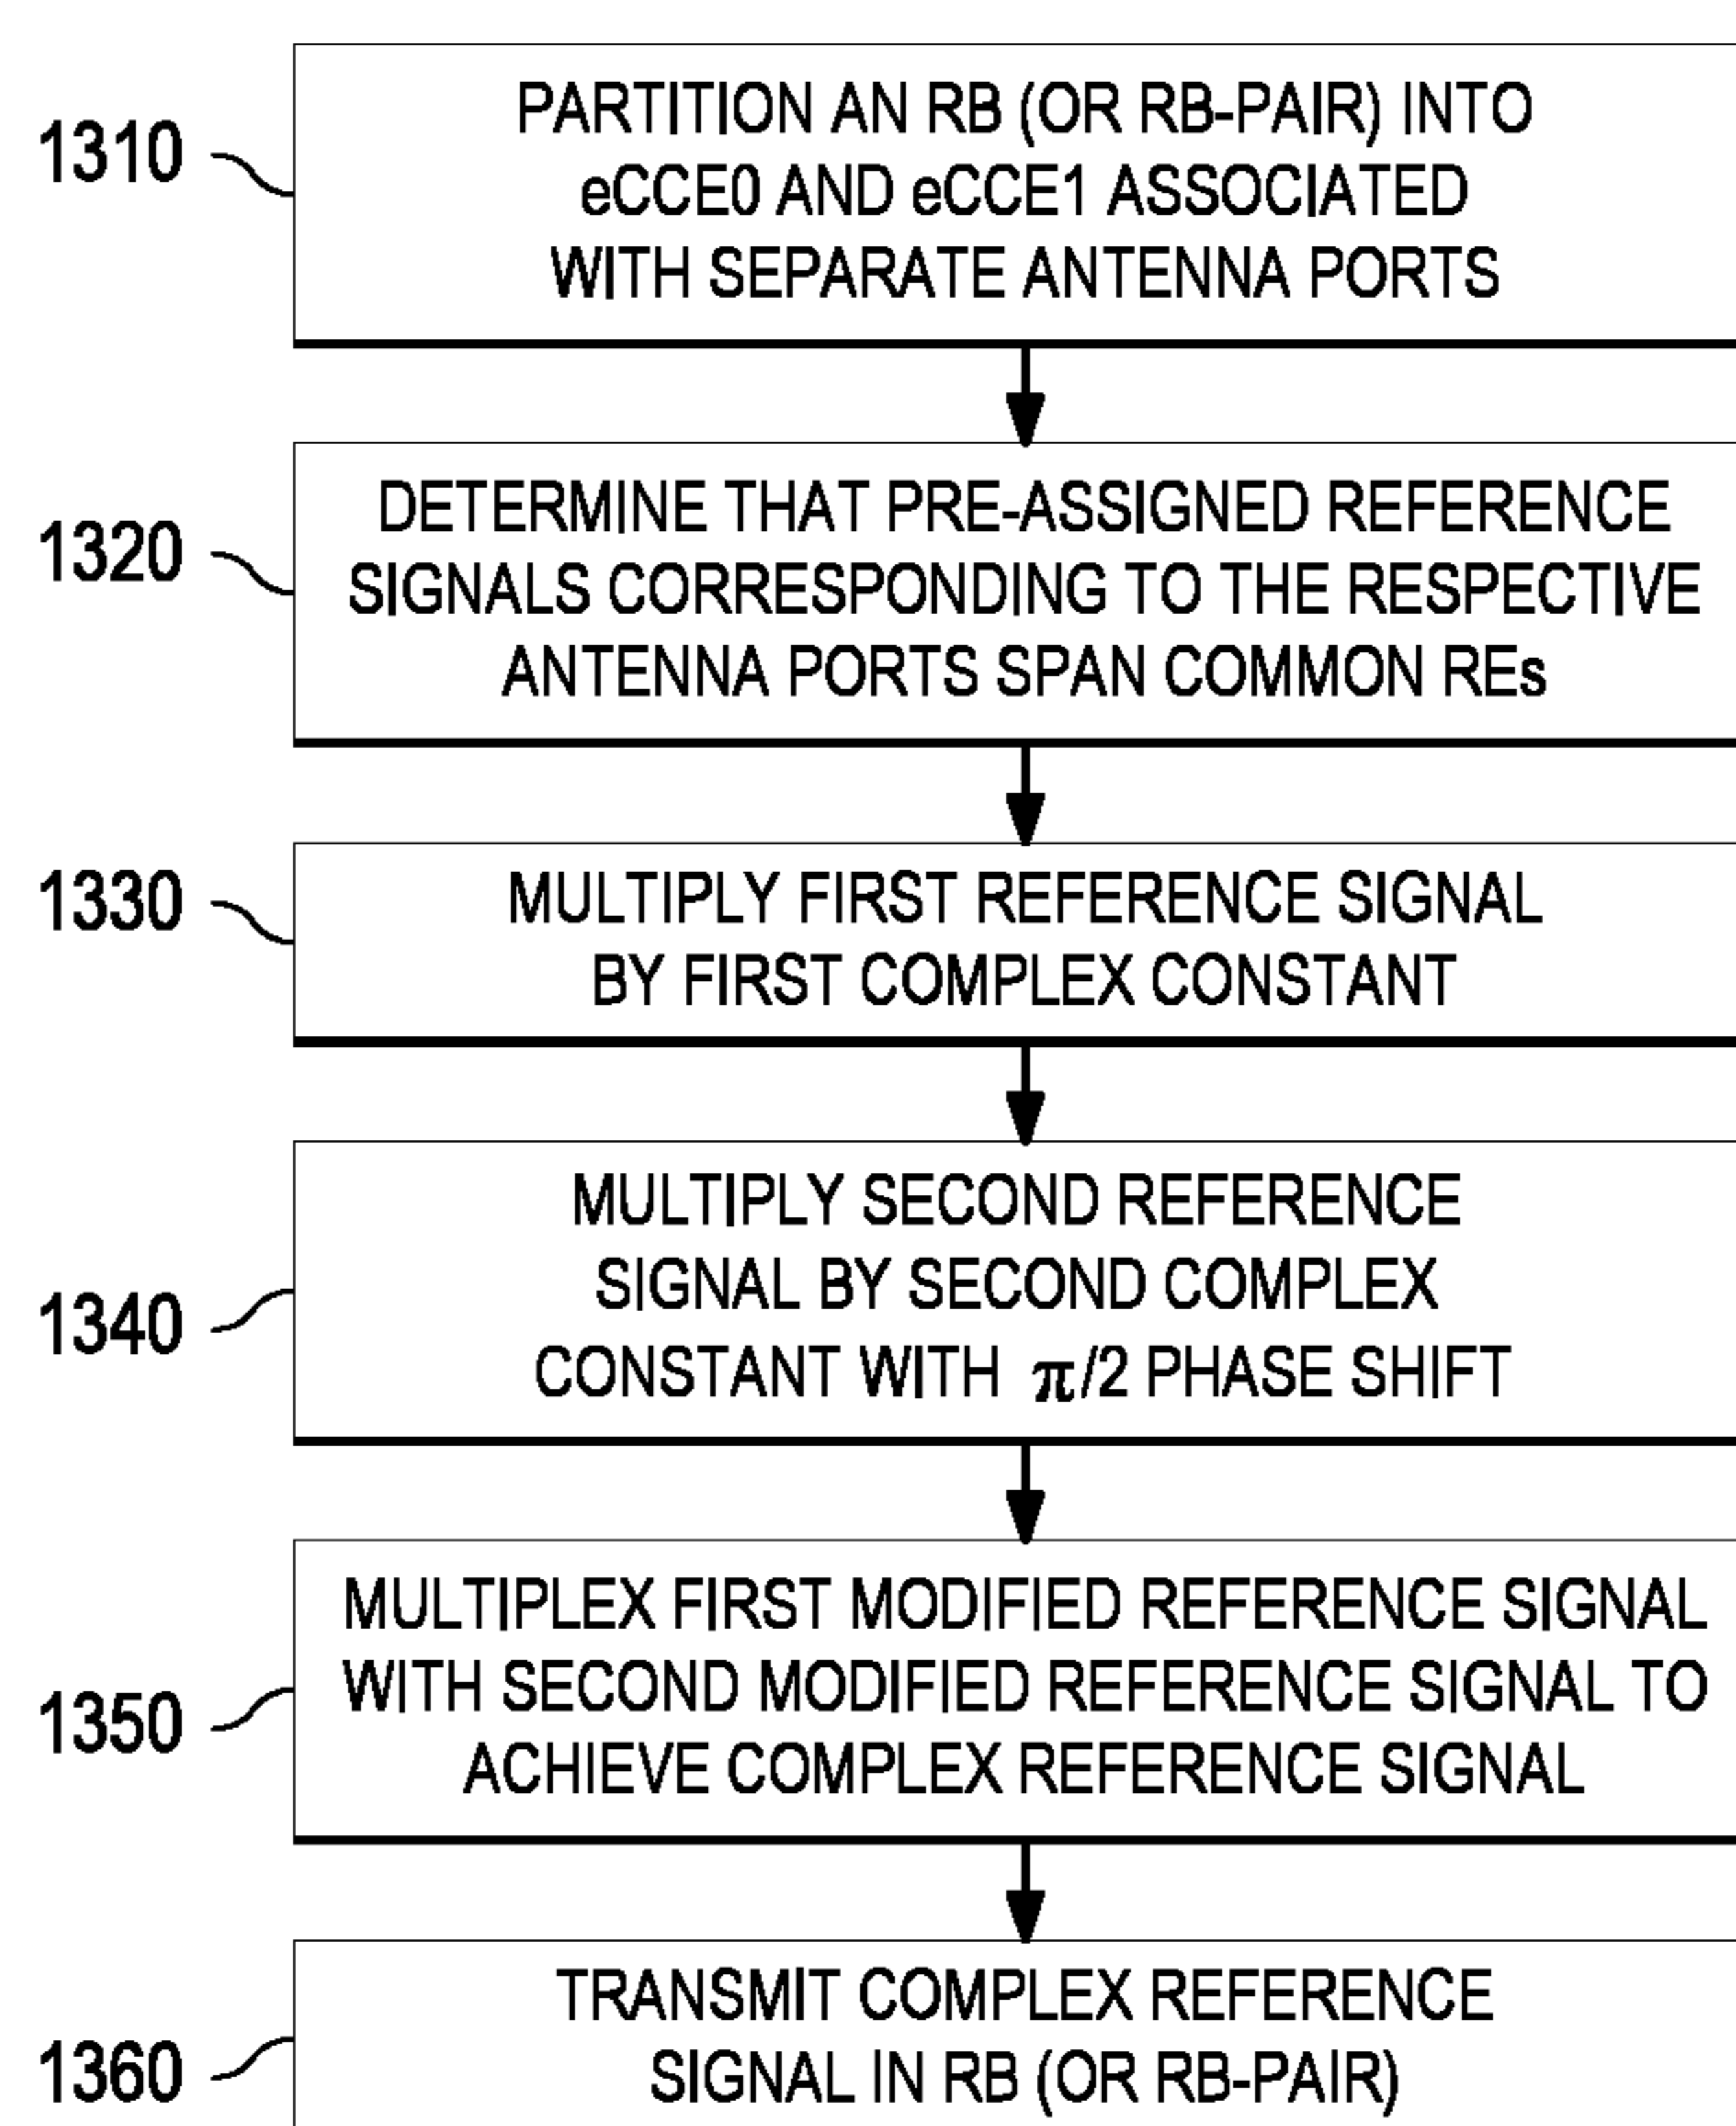 1310
PARTITION AN RB (OR RB-PAIR) INTO
eCCE0 AND eCCE1 ASSOCIATED
WITH SEPARATE ANTENNA PORTS
1320
DETERMINE THAT PRE-ASSIGNED REFERENCE
SIGNALS CORRESPONDING TO THE RESPECTIVE
ANTENNA PORTS SPAN COMMON REs
1330
MULTIPLY FIRST REFERENCE SIGNAL
BY FIRST COMPLEX CONSTANT
1340
MULTIPLY SECOND REFERENCE
SIGNAL BY SECOND COMPLEX
CONSTANT WITH π/2 PHASE SHIFT
1350
MULTIPLEX FIRST MODIFIED REFERENCE SIGNAL
WITH SECOND MODIFIED REFERENCE SIGNAL TO
ACHIEVE COMPLEX REFERENCE SIGNAL
1360
TRANSMIT COMPLEX REFERENCE
SIGNAL IN RB (OR RB-PAIR)